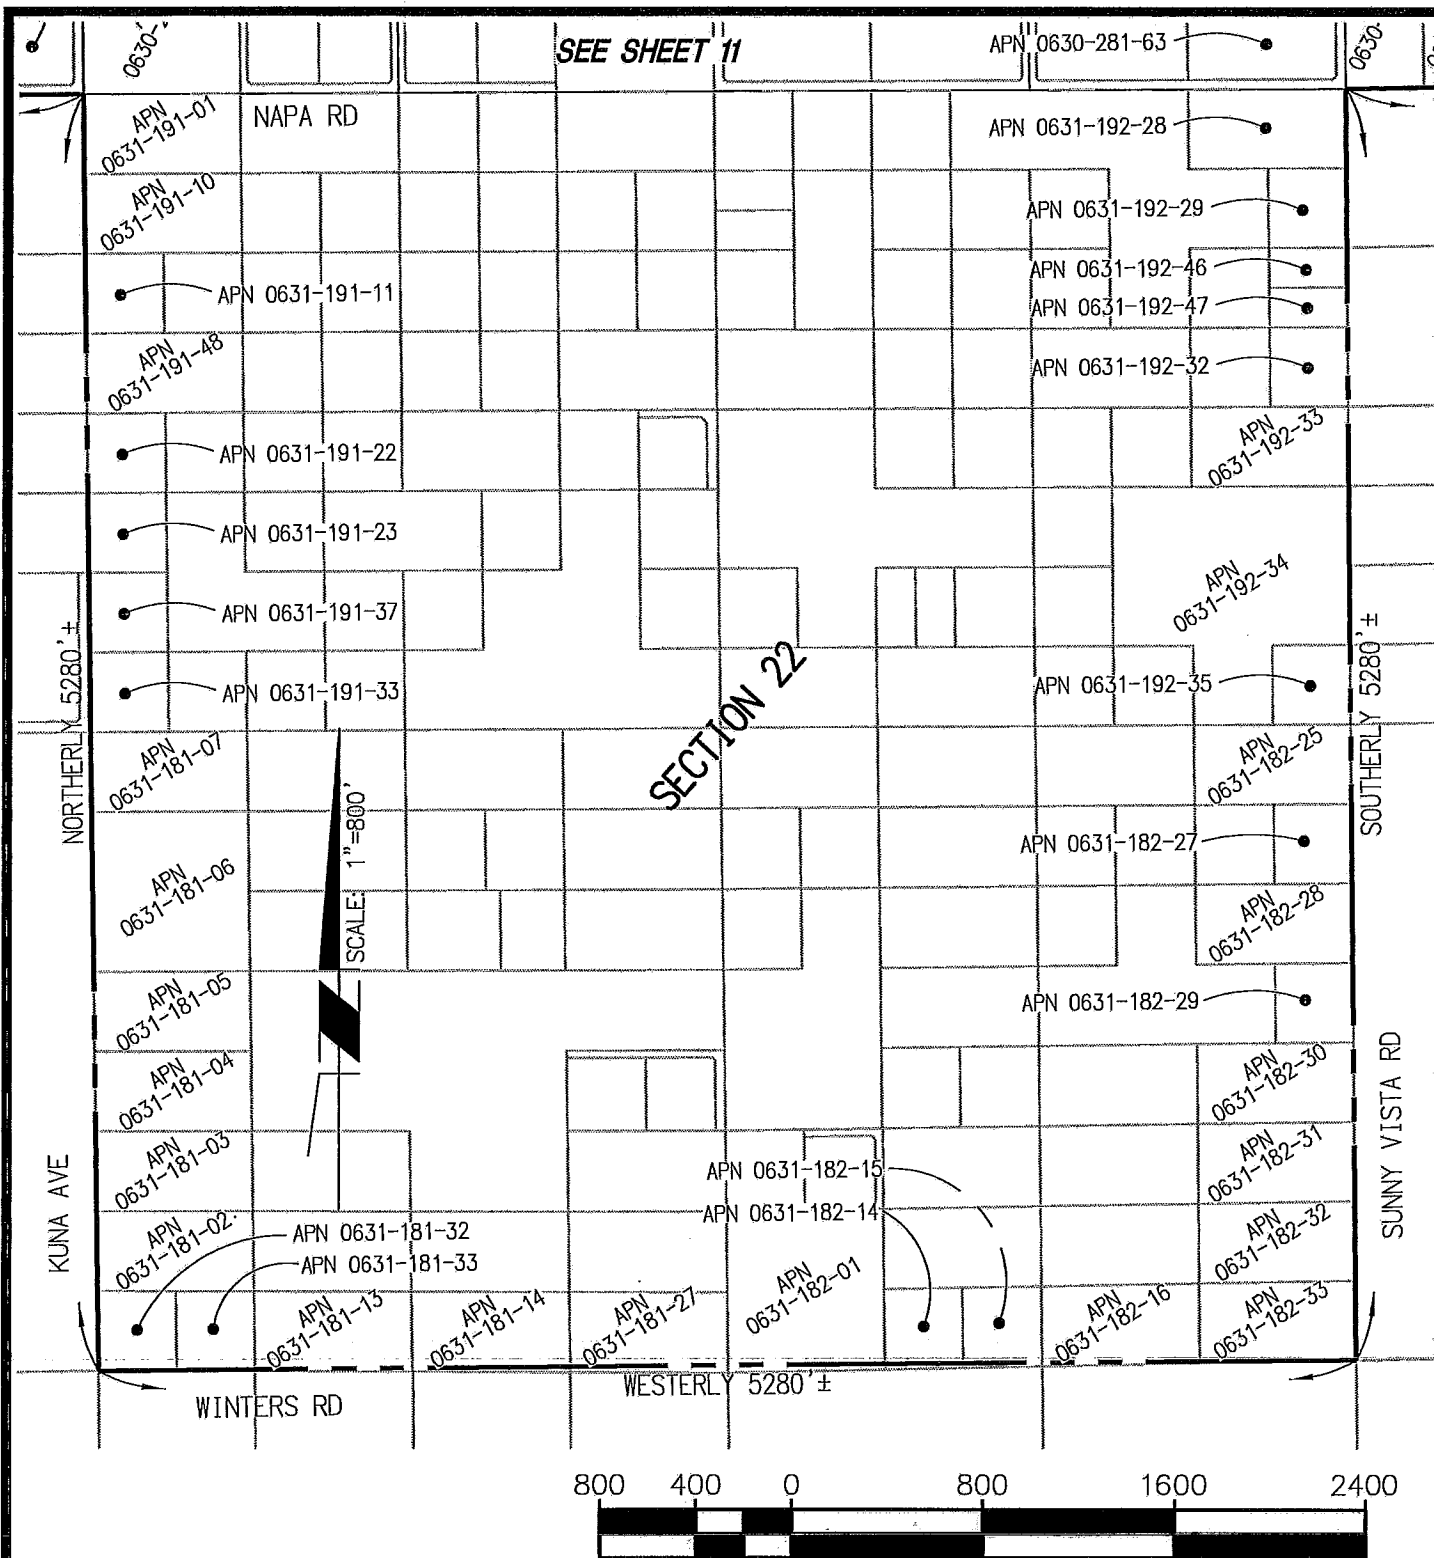 0630-
SEE SHEET 11
APN 0630-281-63
0630-
APN
0631-191-01
NAPA RD
APN 0631-192-28
APN
0631-191-10
APN 0631-192-29
APN 0631-192-46
APN 0631-191-11
APN 0631-192-47
APN
0631-191-48
APN 0631-192-32
APN
0631-192-33
APN 0631-191-22
APN 0631-191-23
APN
0631-192-34
APN 0631-191-37
NORTHERLY 5280'±
SOUTHERLY 5280'±
SECTION 22
APN 0631-192-35
APN 0631-191-33
APN
0631-181-07
APN
0631-182-25
SCALE: 1"=800'
APN 0631-182-27
APN
0631-181-06
APN
0631-182-28
APN
0631-181-05
N
APN 0631-182-29
APN
0631-181-04
APN
0631-182-30
SUNNY VISTA RD
KUNA AVE
APN
0631-181-03
APN
0631-182-31
APN 0631-182-15
APN 0631-182-14
APN
0631-181-02
APN 0631-181-32
APN
0631-182-32
APN 0631-181-33
APN
0631-181-13
APN
0631-181-14
APN
0631-181-27
APN
0631-182-01
APN
0631-182-16
APN
0631-182-33
WESTERLY 5280'±
WINTERS RD
800 400 0 800 1600 2400